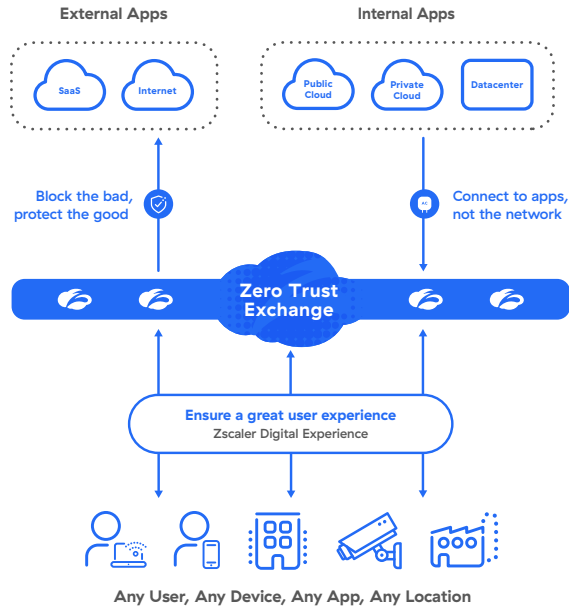 External Apps
Internal Apps
SaaS
Internet
Public
Cloud
Private
Cloud
Datacenter
Block the bad,
protect the good
AC
Connect to apps,
not the network
Zero Trust
Exchange
Ensure a great user experience
Zscaler Digital Experience
Any User, Any Device, Any App, Any Location